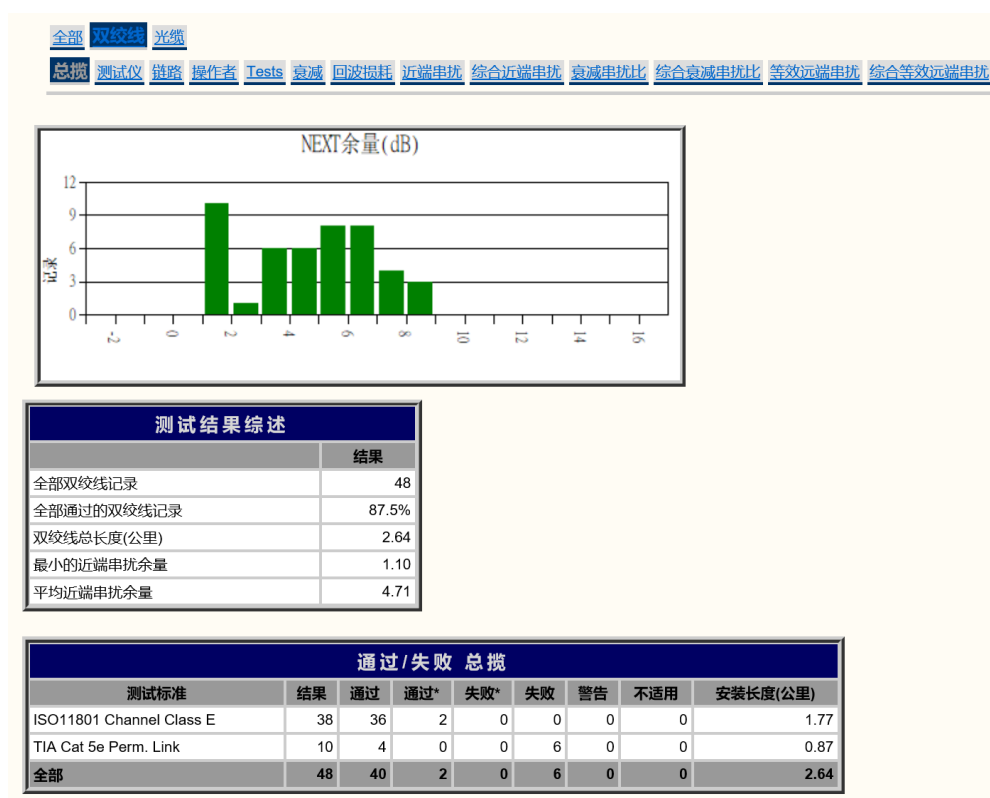 全部 双绞线 光缆
总揽 测试仪 链路 操作者 Tests 衰减 回波损耗 近端串扰 综合近端串扰 衰减串扰比 综合衰减串扰比 等效远端串扰 综合等效远端串扰
NEXT余量(dB)
12
9
6
3
0
记录
-2 0 2 4 6 8 10 12 14 16
测试结果综述
结果
全部双绞线记录 48
全部通过的双绞线记录 87.5%
双绞线总长度(公里) 2.64
最小的近端串扰余量 1.10
平均近端串扰余量 4.71
通过/失败 总揽
测试标准 结果 通过 通过* 失败* 失败 警告 不适用 安装长度(公里)
ISO11801 Channel Class E 38 36 2 0 0 0 0 1.77
TIA Cat 5e Perm. Link 10 4 0 0 6 0 0 0.87
全部 48 40 2 0 6 0 0 2.64